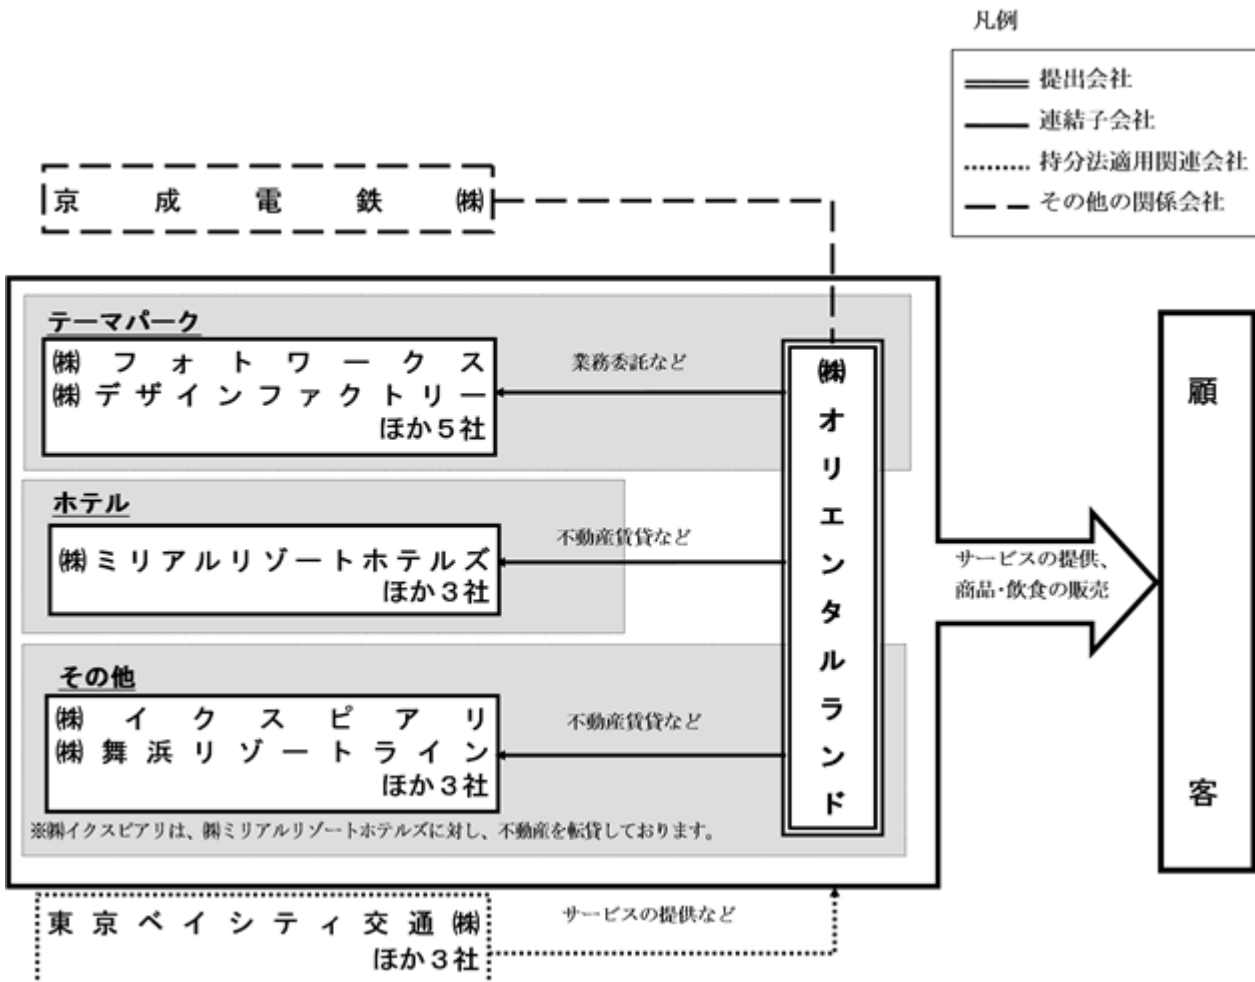 凡例
提出会社
連結子会社
持分法適用関連会社
その他の関係会社
京成電鉄㈱
テーマパーク
㈱フォトワークス
㈱デザインファクトリー
ほか５社
業務委託など
ホテル
㈱ミリアルリゾートホテルズ
ほか３社
不動産賃貸など
その他
㈱イクスピアリ
㈱舞浜リゾートライン
ほか３社
不動産賃貸など
※㈱イクスピアリは、㈱ミリアルリゾートホテルズに対し、不動産を転貸しております。
㈱オリエンタルランド
サービスの提供、
商品・飲食の販売
顧客
東京ベイシティ交通㈱
ほか３社
サービスの提供など